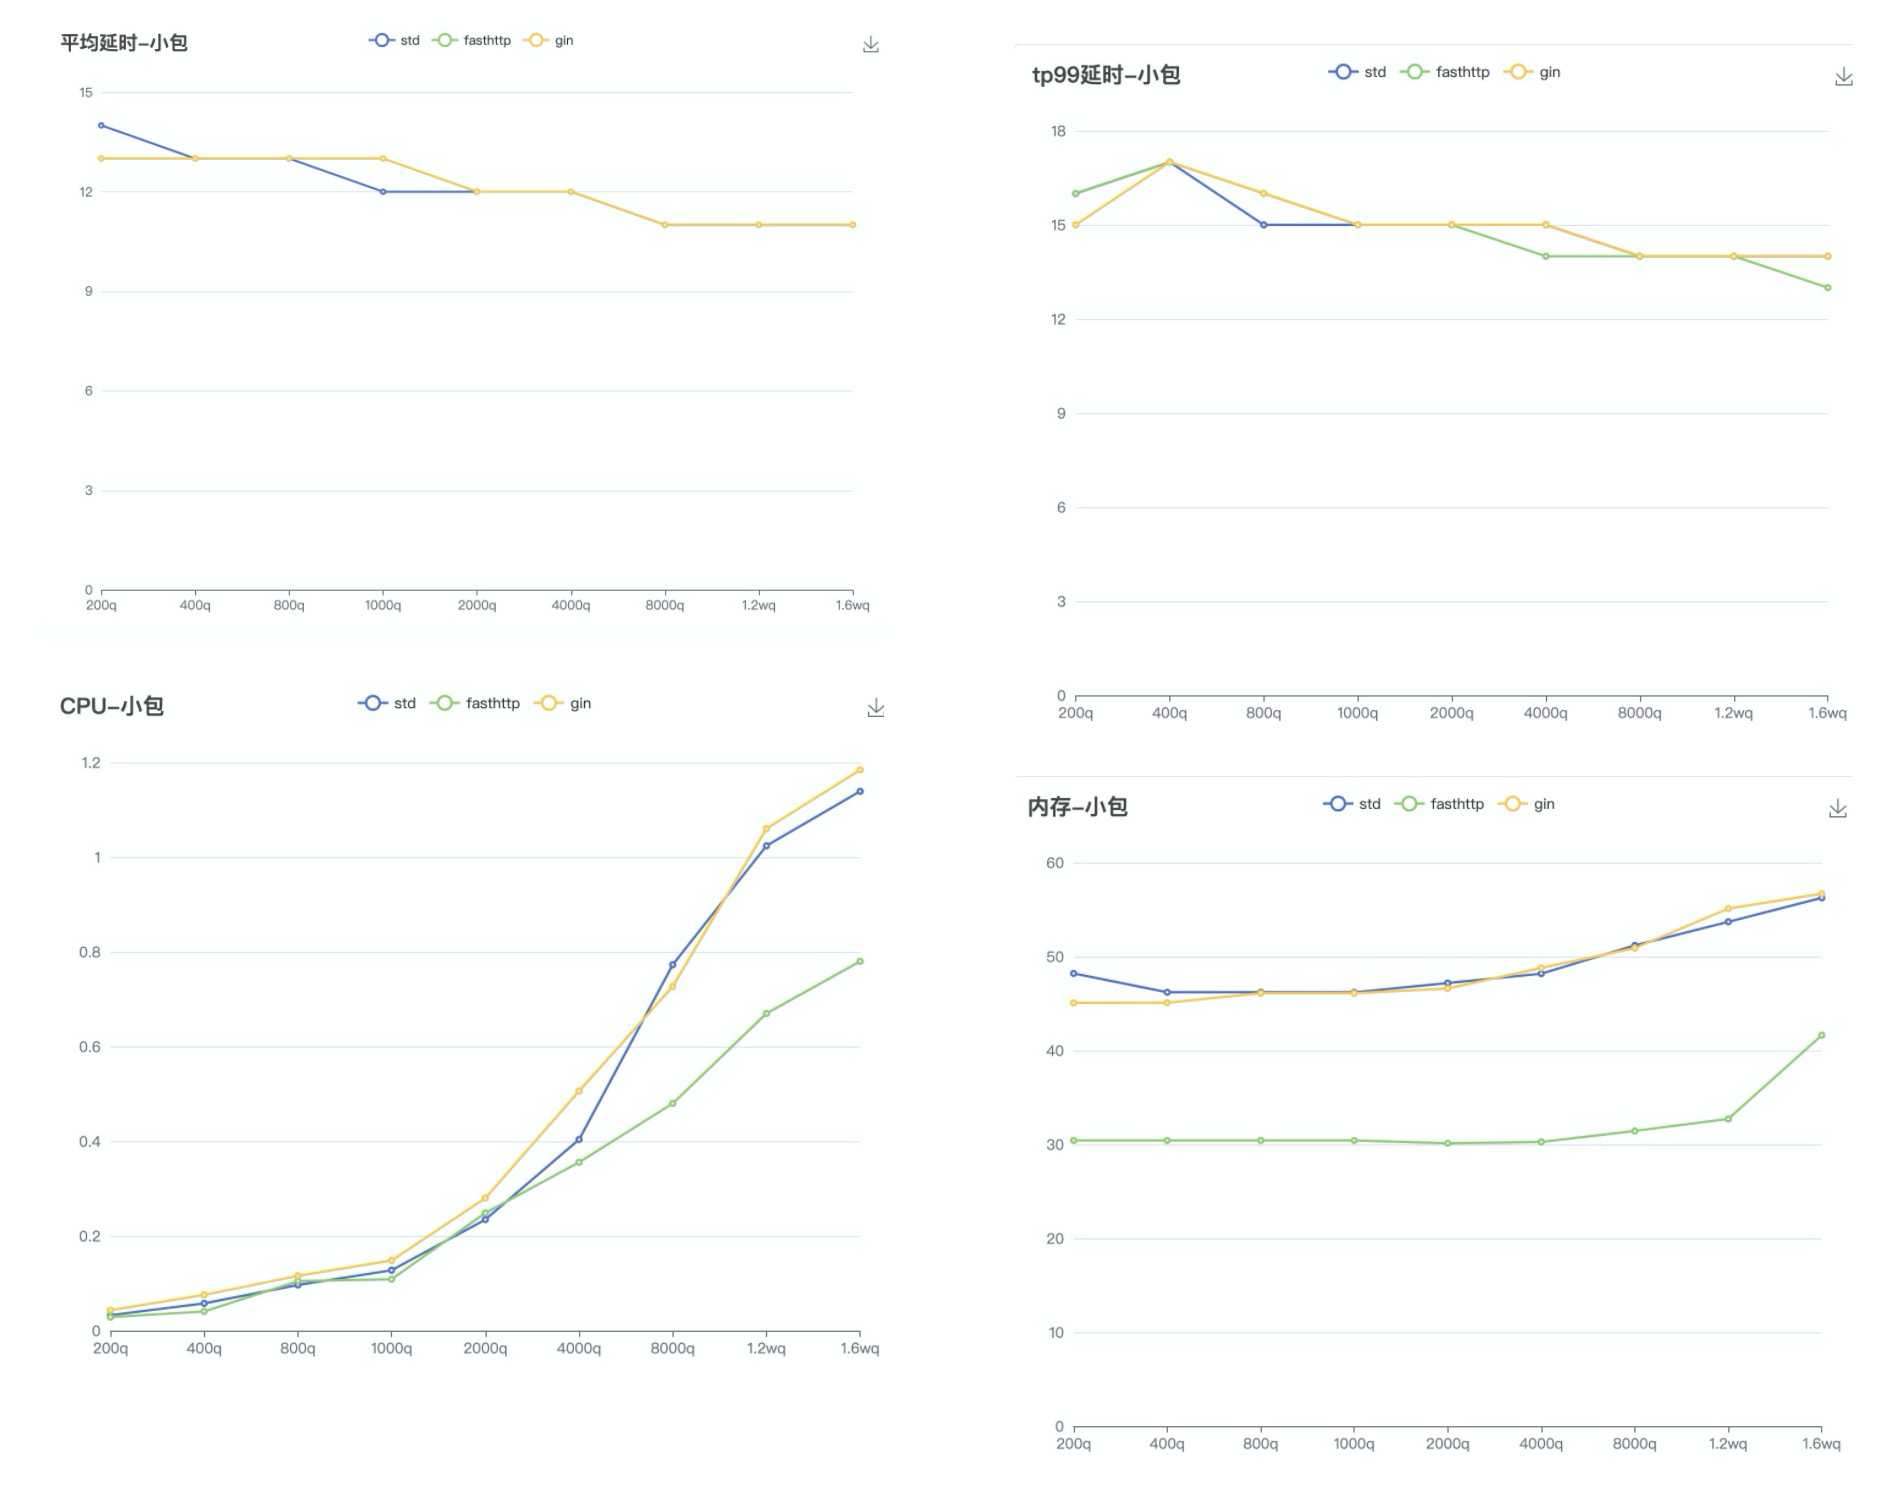 平均延时-小包
std fasthttp gin
15
12
9
6
3
0
200q 400q 800q 1000q 2000q 4000q 8000q 1.2wq 1.6wq
tp99延时-小包
std fasthttp gin
18
15
12
9
6
3
0
200q 400q 800q 1000q 2000q 4000q 8000q 1.2wq 1.6wq
CPU-小包
std fasthttp gin
1.2
1
0.8
0.6
0.4
0.2
0
200q 400q 800q 1000q 2000q 4000q 8000q 1.2wq 1.6wq
内存-小包
std fasthttp gin
60
50
40
30
20
10
0
200q 400q 800q 1000q 2000q 4000q 8000q 1.2wq 1.6wq